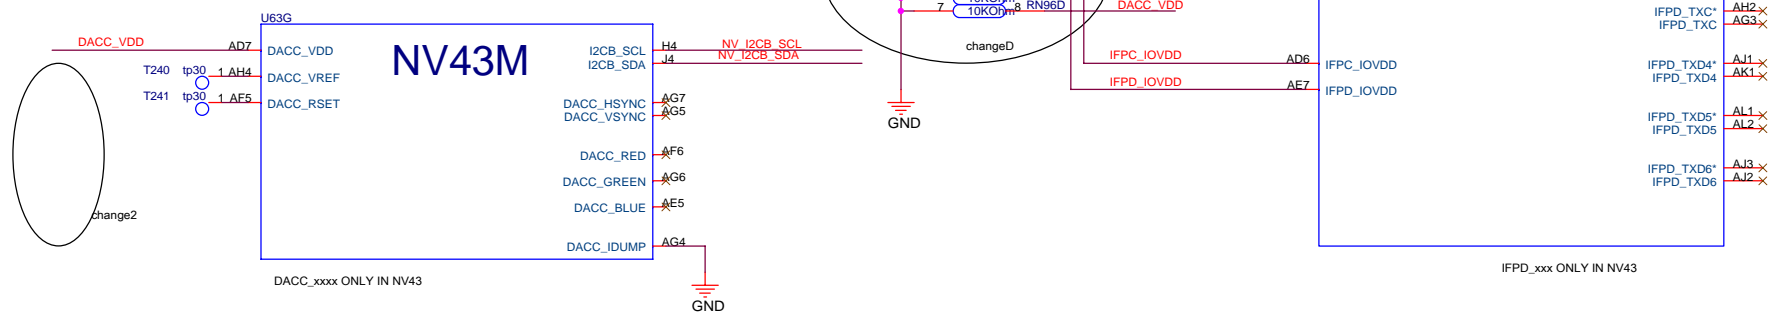 U63G
DACC_VDD
AD7
DACC_VDD
T240
tp30
1
AH4
DACC_VREF
T241
tp30
1
AF5
DACC_RSET
NV43M
I2CB_SCL
H4
NV_I2CB_SCL
I2CB_SDA
J4
NV_I2CB_SDA
DACC_HSYNC
AG7
DACC_VSYNC
AG5
DACC_RED
AF6
DACC_GREEN
AG6
DACC_BLUE
AE5
DACC_IDUMP
AG4
GND
change2
DACC_xxxx ONLY IN NV43
7
10KOhm
8
RN96D
DACC_VDD
changeD
GND
IFPC_IOVDD
AD6
IFPC_IOVDD
IFPD_IOVDD
AE7
IFPD_IOVDD
IFPD_TXC*
AH2
IFPD_TXC
AG3
IFPD_TXD4*
AJ1
IFPD_TXD4
AK1
IFPD_TXD5*
AL1
IFPD_TXD5
AL2
IFPD_TXD6*
AJ3
IFPD_TXD6
AJ2
IFPD_xxx ONLY IN NV43